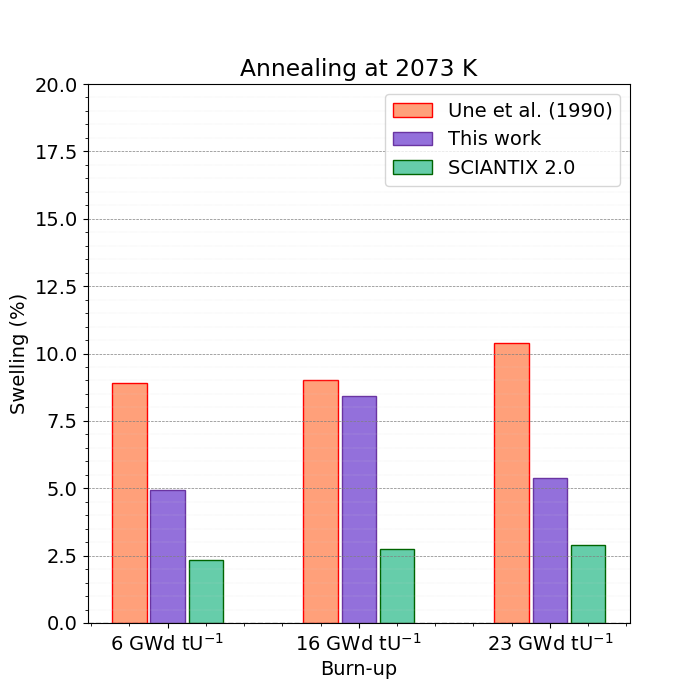 Annealing at 2073 K
20.0
17.5
15.0
12.5
10.0
7.5
5.0
2.5
0.0
Swelling (%)
Une et al. (1990)
This work
SCIANTIX 2.0
6 GWd tU⁻¹
16 GWd tU⁻¹
23 GWd tU⁻¹
Burn-up